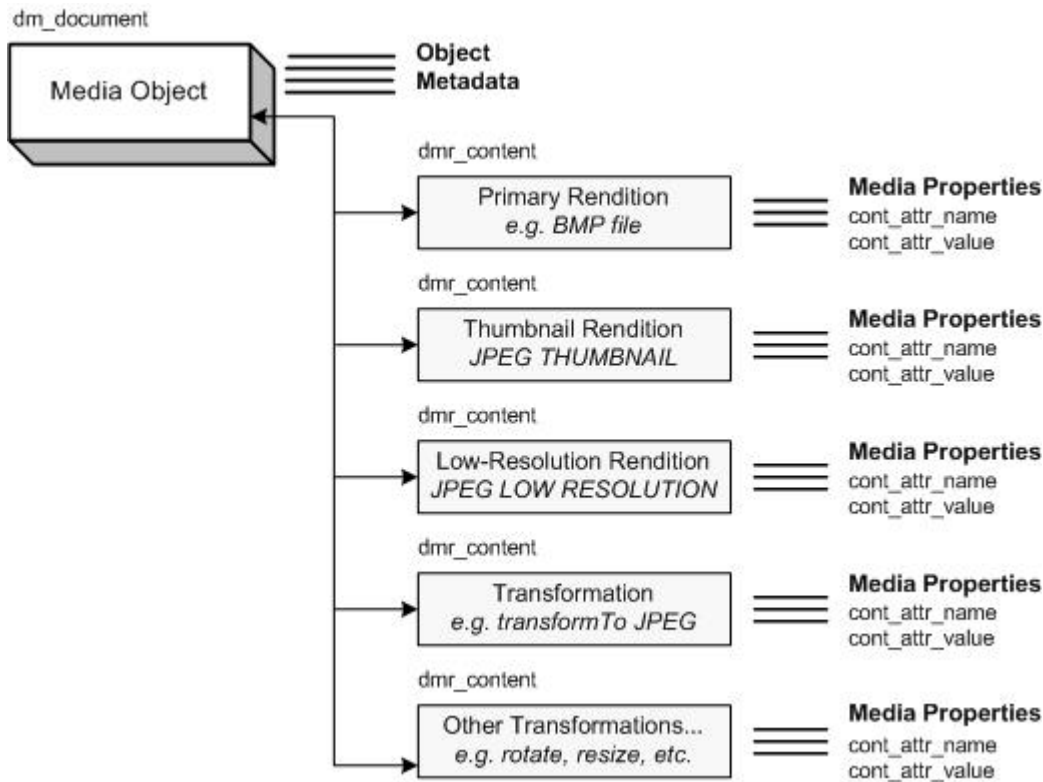 dm_document
Media Object
Object
Metadata
dmr_content
Primary Rendition
e.g. BMP file
Media Properties
cont_attr_name
cont_attr_value
dmr_content
Thumbnail Rendition
JPEG THUMBNAIL
Media Properties
cont_attr_name
cont_attr_value
dmr_content
Low-Resolution Rendition
JPEG LOW RESOLUTION
Media Properties
cont_attr_name
cont_attr_value
dmr_content
Transformation
e.g. transformTo JPEG
Media Properties
cont_attr_name
cont_attr_value
dmr_content
Other Transformations...
e.g. rotate, resize, etc.
Media Properties
cont_attr_name
cont_attr_value